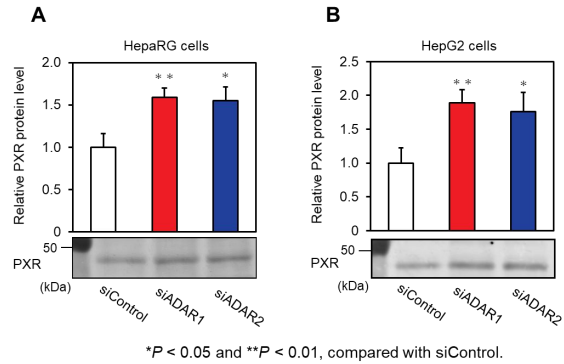 A
HepaRG cells
Relative PXR protein level
2.0
1.5
1.0
0.5
0
* *
*
50
PXR
(kDa)
siControl
siADAR1
siADAR2
B
HepG2 cells
Relative PXR protein level
2.5
2.0
1.5
1.0
0.5
0
* *
*
50
PXR
(kDa)
siControl
siADAR1
siADAR2
*P < 0.05 and **P < 0.01, compared with siControl.